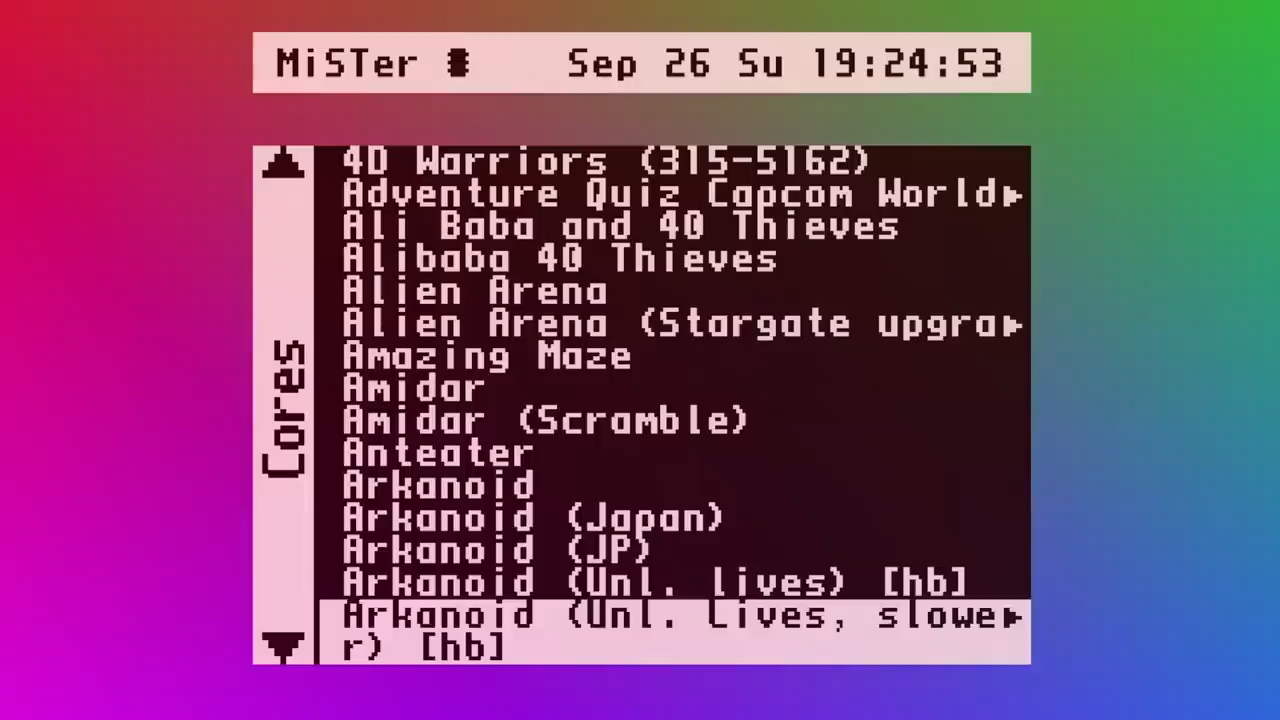 MiSTer Sep 26 Su 19:24:53
Cores
4D Warriors (315-5162)
Adventure Quiz Capcom World▶
Ali Baba and 40 Thieves
Alibaba 40 Thieves
Alien Arena
Alien Arena (Stargate upgra▶
Amazing Maze
Amidar
Amidar (Scramble)
Anteater
Arkanoid
Arkanoid (Japan)
Arkanoid (JP)
Arkanoid (Unl. lives) [hb]
Arkanoid (Unl. Lives, slowe▶
r) [hb]